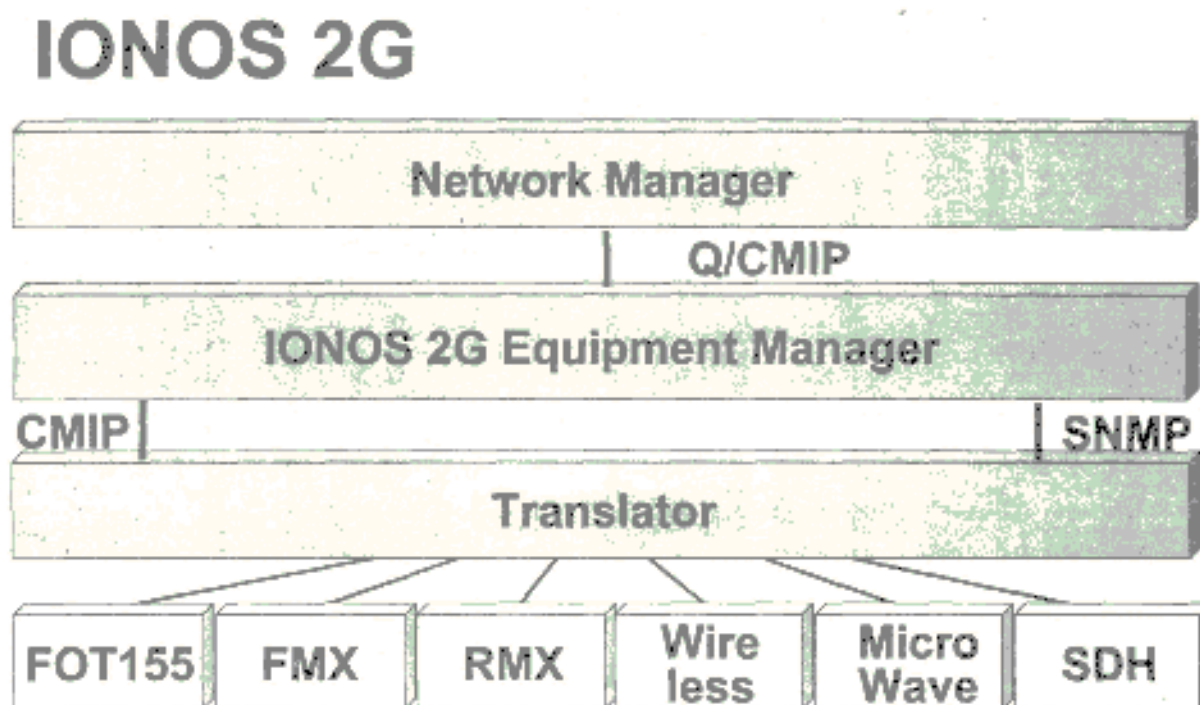 IONOS 2G
Network Manager
Q/CMIP
IONOS 2G Equipment Manager
CMIP
SNMP
Translator
FOT155
FMX
RMX
Wire
less
Micro
Wave
SDH